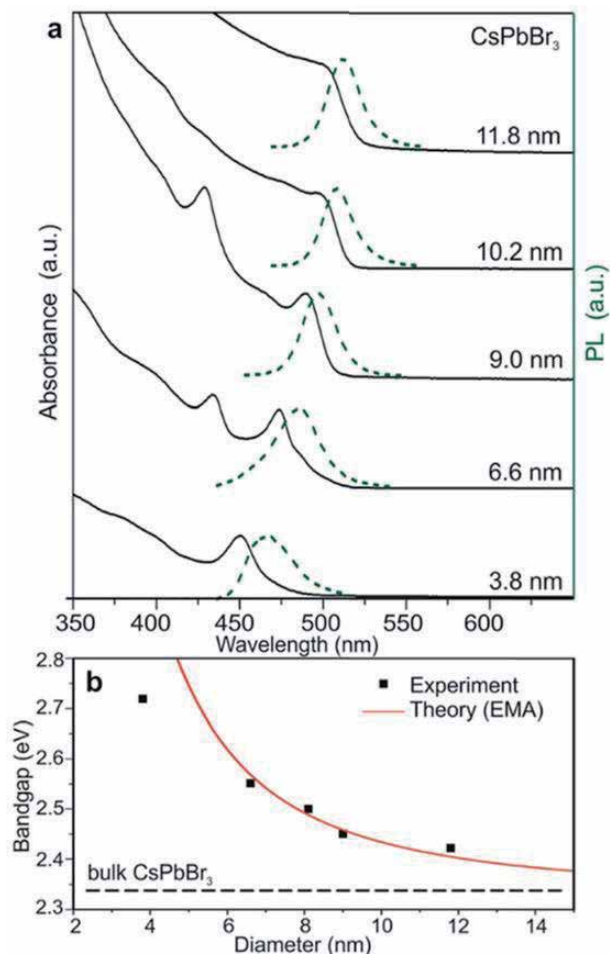 a
CsPbBr₃
11.8 nm
10.2 nm
9.0 nm
6.6 nm
3.8 nm
Absorbance (a.u.)
PL (a.u.)
350 400 450 500 550 600
Wavelength (nm)
b
2.8
2.7
2.6
2.5
2.4
2.3
Bandgap (eV)
Experiment
Theory (EMA)
bulk CsPbBr₃
2 4 6 8 10 12 14
Diameter (nm)